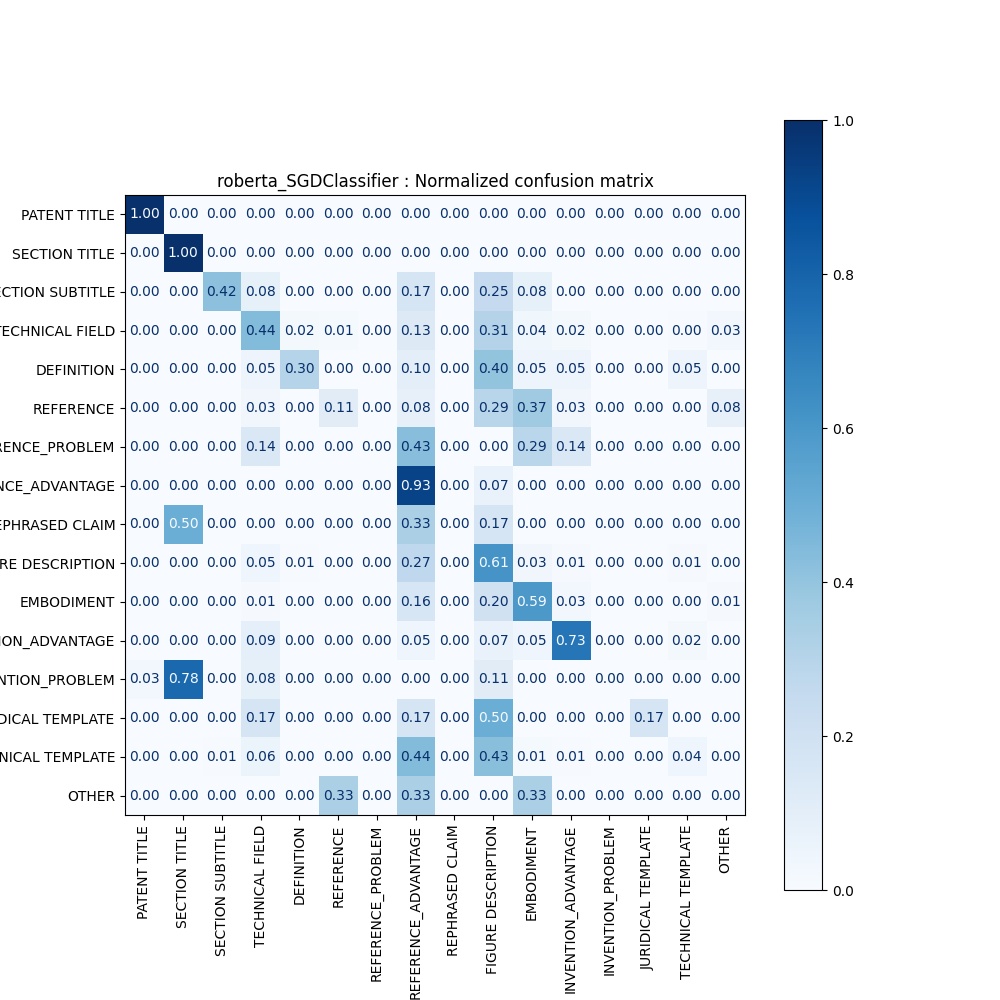 roberta_SGDClassifier : Normalized confusion matrix
PATENT TITLE 1.00 0.00 0.00 0.00 0.00 0.00 0.00 0.00 0.00 0.00 0.00 0.00 0.00 0.00 0.00 0.00
SECTION TITLE 0.00 1.00 0.00 0.00 0.00 0.00 0.00 0.00 0.00 0.00 0.00 0.00 0.00 0.00 0.00 0.00
ECTION SUBTITLE 0.00 0.00 0.42 0.08 0.00 0.00 0.00 0.17 0.00 0.25 0.08 0.00 0.00 0.00 0.00 0.00
TECHNICAL FIELD 0.00 0.00 0.00 0.44 0.02 0.01 0.00 0.13 0.00 0.31 0.04 0.02 0.00 0.00 0.00 0.03
DEFINITION 0.00 0.00 0.00 0.05 0.30 0.00 0.00 0.10 0.00 0.40 0.05 0.05 0.00 0.00 0.05 0.00
REFERENCE 0.00 0.00 0.00 0.03 0.00 0.11 0.00 0.08 0.00 0.29 0.37 0.03 0.00 0.00 0.00 0.08
RENCE_PROBLEM 0.00 0.00 0.00 0.14 0.00 0.00 0.00 0.43 0.00 0.00 0.29 0.14 0.00 0.00 0.00 0.00
NCE_ADVANTAGE 0.00 0.00 0.00 0.00 0.00 0.00 0.00 0.93 0.00 0.07 0.00 0.00 0.00 0.00 0.00 0.00
EPHRASED CLAIM 0.00 0.50 0.00 0.00 0.00 0.00 0.00 0.33 0.00 0.17 0.00 0.00 0.00 0.00 0.00 0.00
RE DESCRIPTION 0.00 0.00 0.00 0.05 0.01 0.00 0.00 0.27 0.00 0.61 0.03 0.01 0.00 0.00 0.01 0.00
EMBODIMENT 0.00 0.00 0.00 0.01 0.00 0.00 0.00 0.16 0.00 0.20 0.59 0.03 0.00 0.00 0.00 0.01
ON_ADVANTAGE 0.00 0.00 0.00 0.09 0.00 0.00 0.00 0.05 0.00 0.07 0.05 0.73 0.00 0.00 0.02 0.00
NTION_PROBLEM 0.03 0.78 0.00 0.08 0.00 0.00 0.00 0.00 0.00 0.11 0.00 0.00 0.00 0.00 0.00 0.00
DICAL TEMPLATE 0.00 0.00 0.00 0.17 0.00 0.00 0.00 0.17 0.00 0.50 0.00 0.00 0.00 0.17 0.00 0.00
NICAL TEMPLATE 0.00 0.00 0.01 0.06 0.00 0.00 0.00 0.44 0.00 0.43 0.01 0.01 0.00 0.00 0.04 0.00
OTHER 0.00 0.00 0.00 0.00 0.00 0.33 0.00 0.33 0.00 0.00 0.33 0.00 0.00 0.00 0.00 0.00
PATENT TITLE
SECTION TITLE
SECTION SUBTITLE
TECHNICAL FIELD
DEFINITION
REFERENCE
REFERENCE_PROBLEM
REFERENCE_ADVANTAGE
REPHRASED CLAIM
FIGURE DESCRIPTION
EMBODIMENT
INVENTION_ADVANTAGE
INVENTION_PROBLEM
JURIDICAL TEMPLATE
TECHNICAL TEMPLATE
OTHER
1.0
0.8
0.6
0.4
0.2
0.0